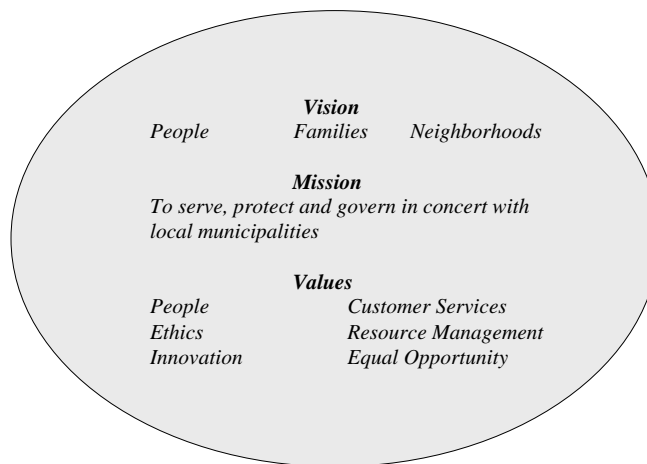 Vision
People Families Neighborhoods
Mission
To serve, protect and govern in concert with
local municipalities
Values
People Customer Services
Ethics Resource Management
Innovation Equal Opportunity